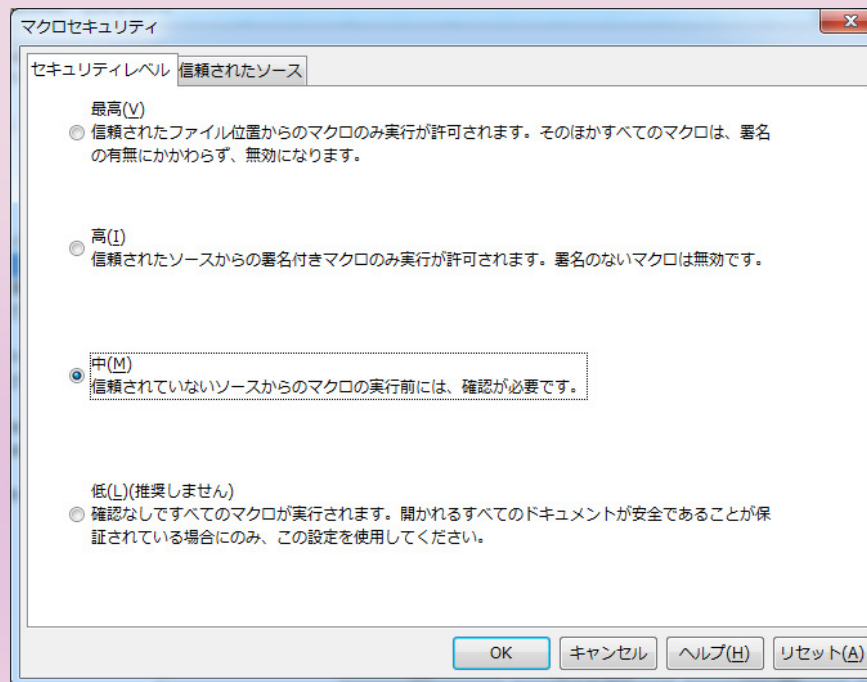 マクロセキュリティ
セキュリティレベル 信頼されたソース
最高(V)
信頼されたファイル位置からのマクロのみ実行が許可されます。そのほかすべてのマクロは、署名
の有無にかかわらず、無効になります。
高(I)
信頼されたソースからの署名付きマクロのみ実行が許可されます。署名のないマクロは無効です。
中(M)
信頼されていないソースからのマクロの実行前には、確認が必要です。
低(L)(推奨しません)
確認なしですべてのマクロが実行されます。開かれるすべてのドキュメントが安全であることが保
証されている場合にのみ、この設定を使用してください。
OK キャンセル ヘルプ(H) リセット(A)